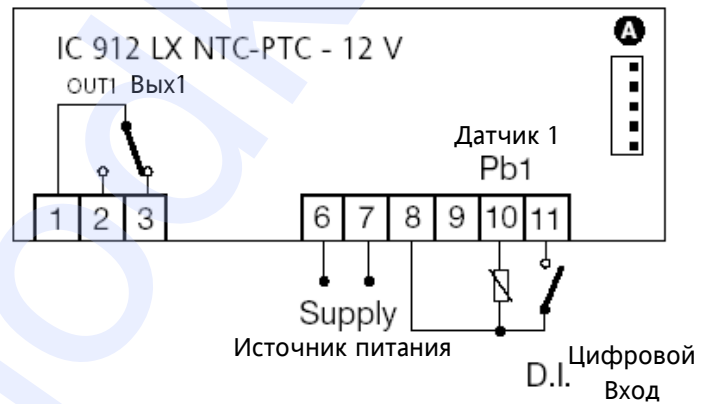 IC 912 LX NTC-PTC - 12 V
A
OUT1 Вых1
Датчик 1
Pb1
1 2 3 6 7 8 9 10 11
Supply
Источник питания
D.I. Цифровой
Вход